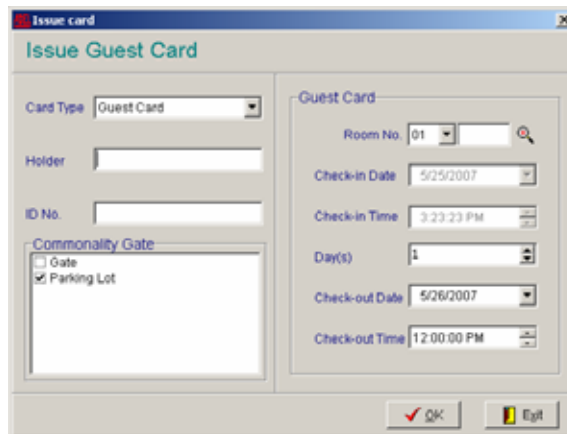 Issue card
Issue Guest Card
Card Type Guest Card
Holder
ID No.
Commonality Gate
Gate
Parking Lot
Guest Card
Room No. 01
Check-in Date 5/25/2007
Check-in Time 3:23:23 PM
Day(s) 1
Check-out Date 5/26/2007
Check-out Time 12:00:00 PM
OK
Exit